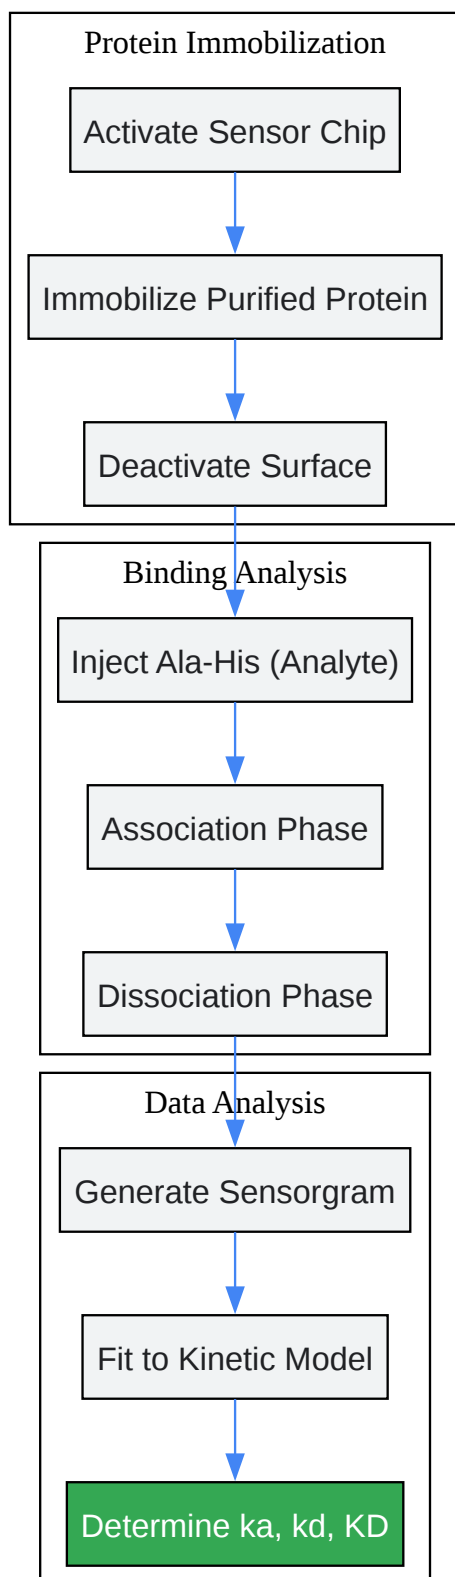 Protein Immobilization
Activate Sensor Chip
Immobilize Purified Protein
Deactivate Surface
Binding Analysis
Inject Ala-His (Analyte)
Association Phase
Dissociation Phase
Data Analysis
Generate Sensorgram
Fit to Kinetic Model
Determine ka, kd, KD